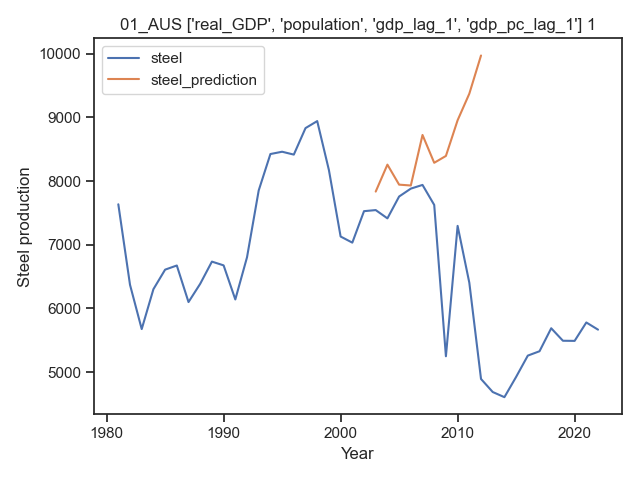 01_AUS ['real_GDP', 'population', 'gdp_lag_1', 'gdp_pc_lag_1'] 1
steel
steel_prediction
10000
9000
8000
7000
6000
5000
Steel production
1980
1990
2000
2010
2020
Year